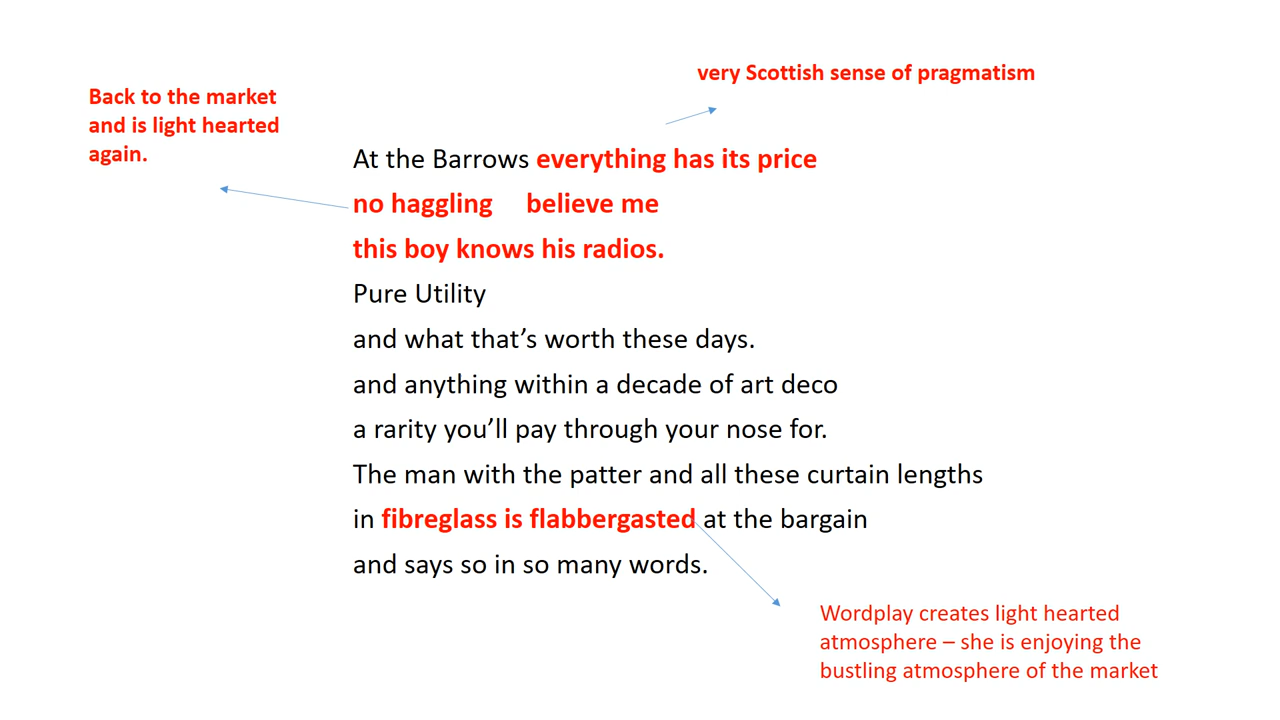 very Scottish sense of pragmatism
Back to the market
and is light hearted
again.
At the Barrows everything has its price
no haggling believe me
this boy knows his radios.
Pure Utility
and what that’s worth these days.
and anything within a decade of art deco
a rarity you’ll pay through your nose for.
The man with the patter and all these curtain lengths
in fibreglass is flabbergasted at the bargain
and says so in so many words.
Wordplay creates light hearted
atmosphere – she is enjoying the
bustling atmosphere of the market